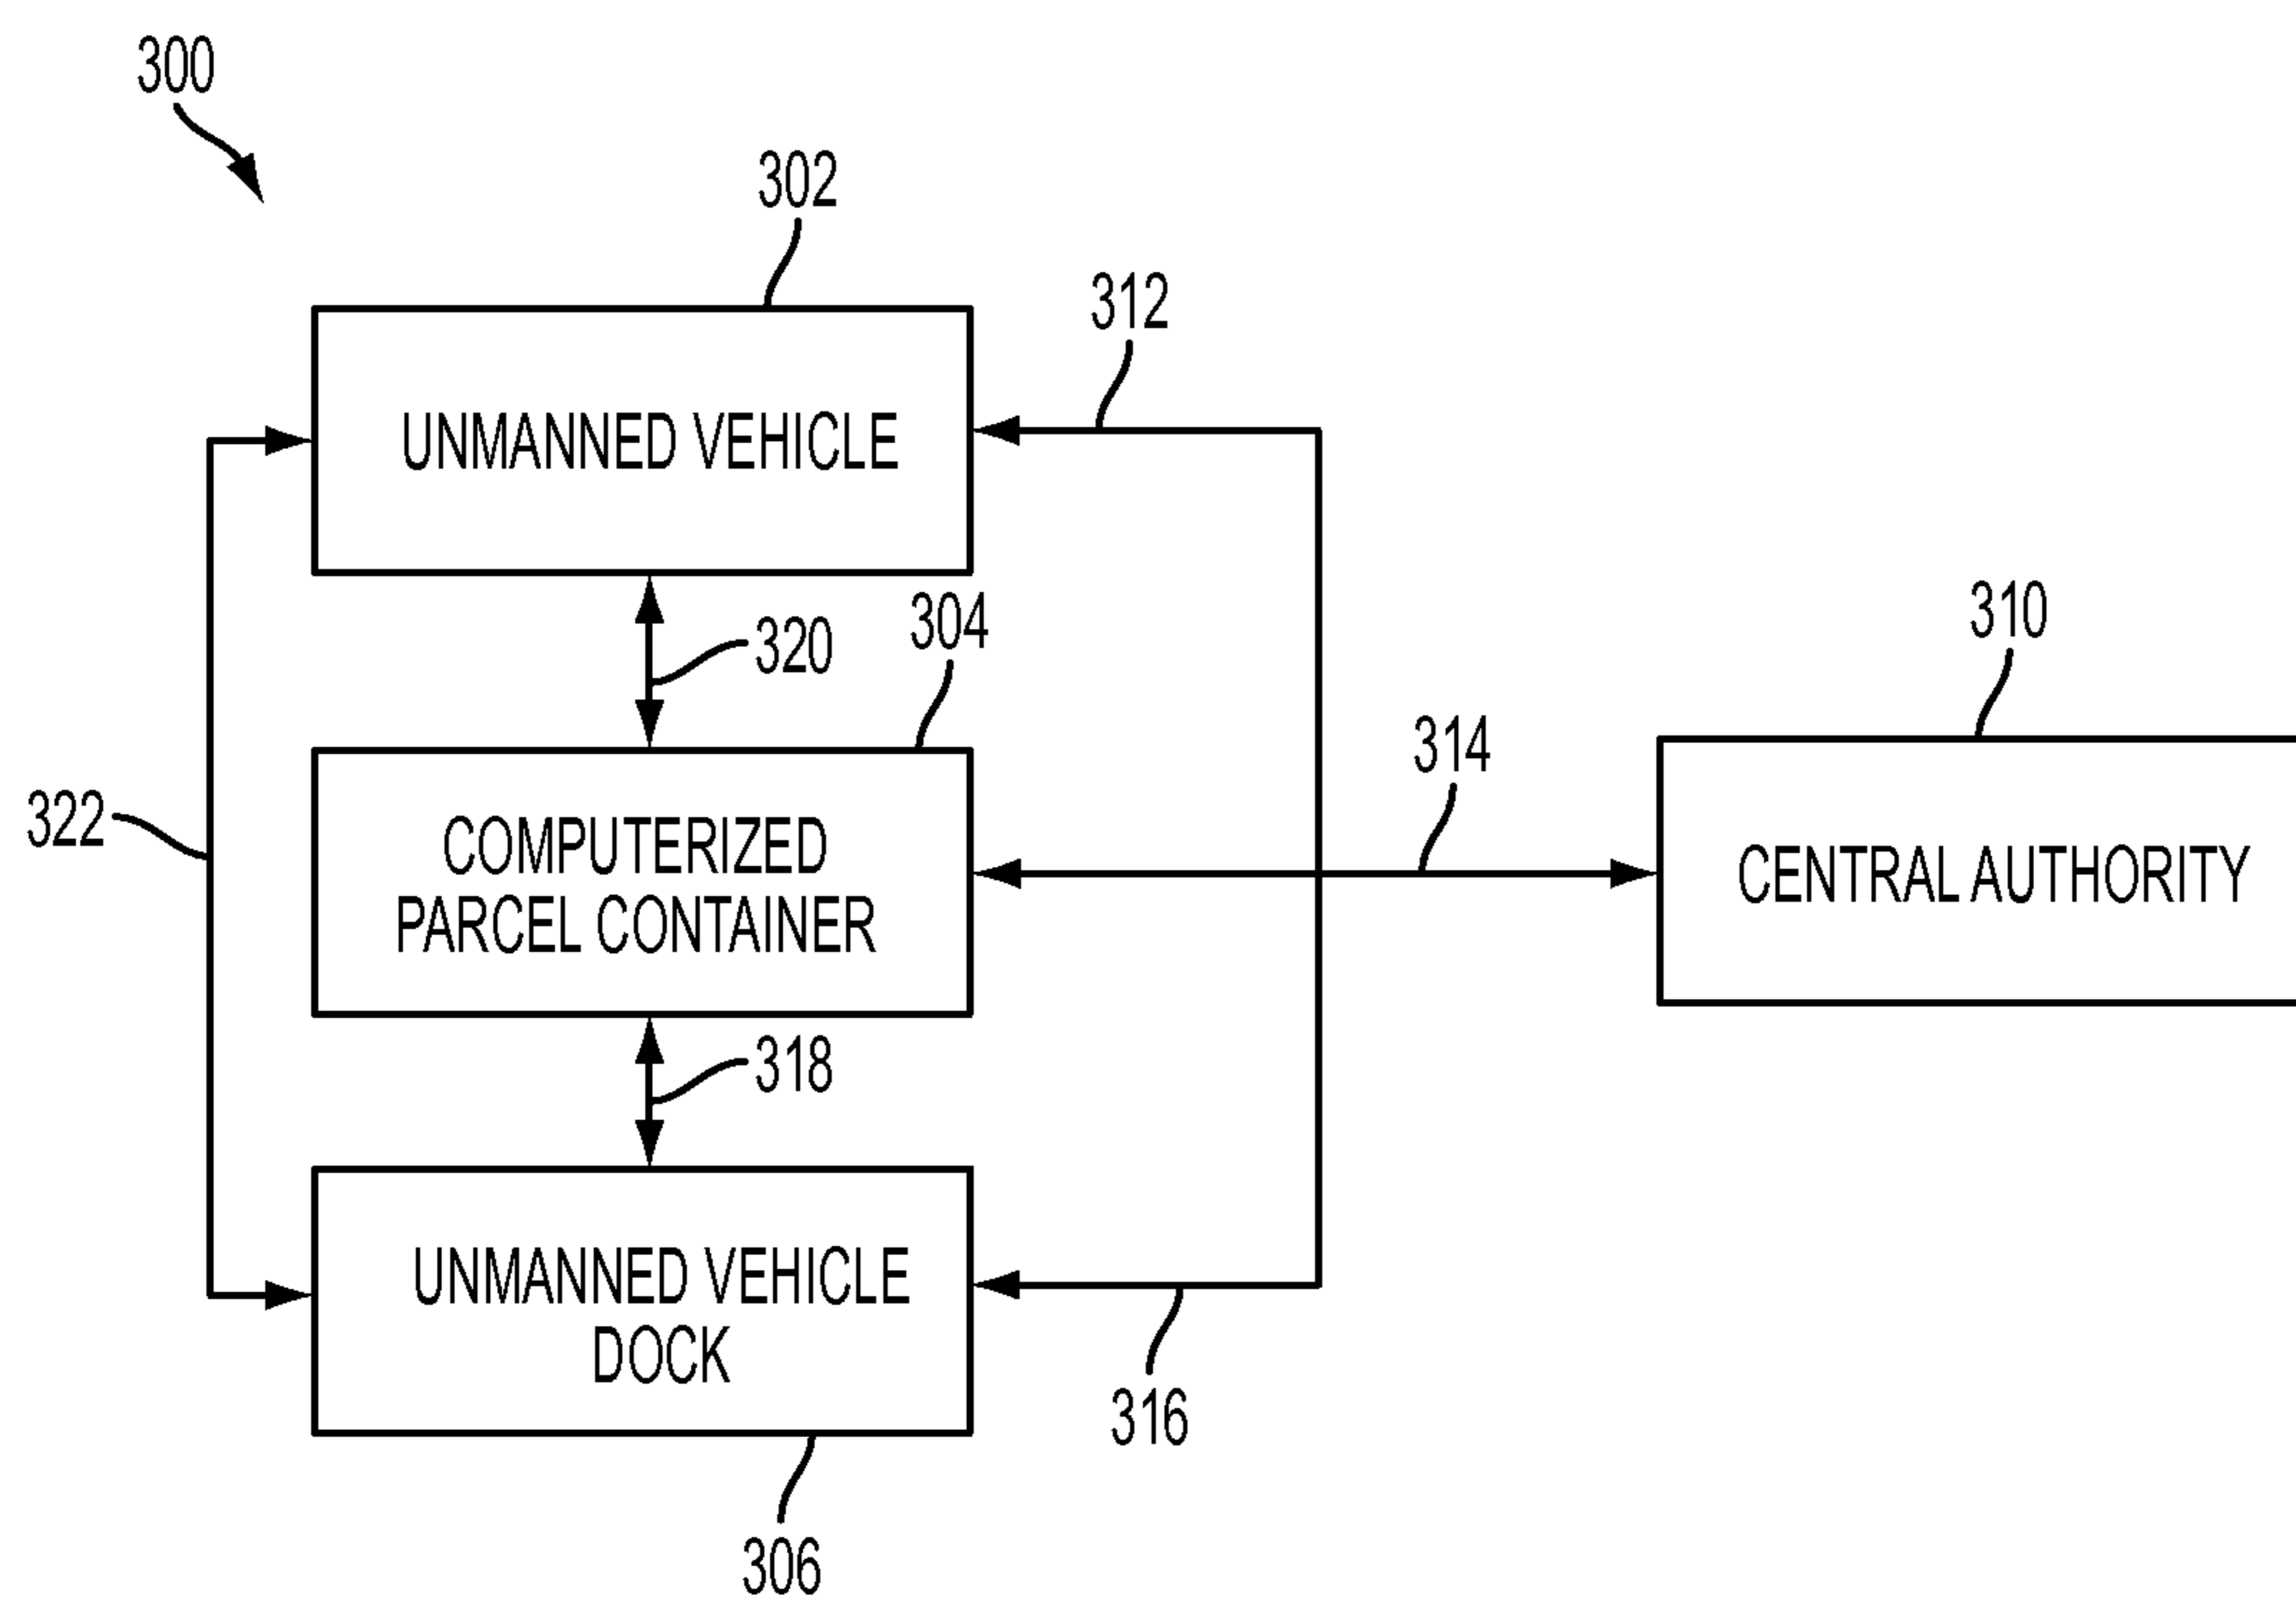 300
302
312
UNMANNED VEHICLE
304
310
320
314
322
COMPUTERIZED
PARCEL CONTAINER
CENTRAL AUTHORITY
318
UNMANNED VEHICLE
DOCK
316
306